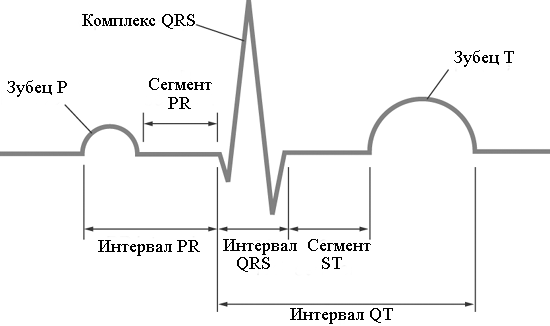 Комплекс QRS
Зубец T
Зубец P
Сегмент
PR
Интервал PR
Интервал
QRS
Сегмент
ST
Интервал QT